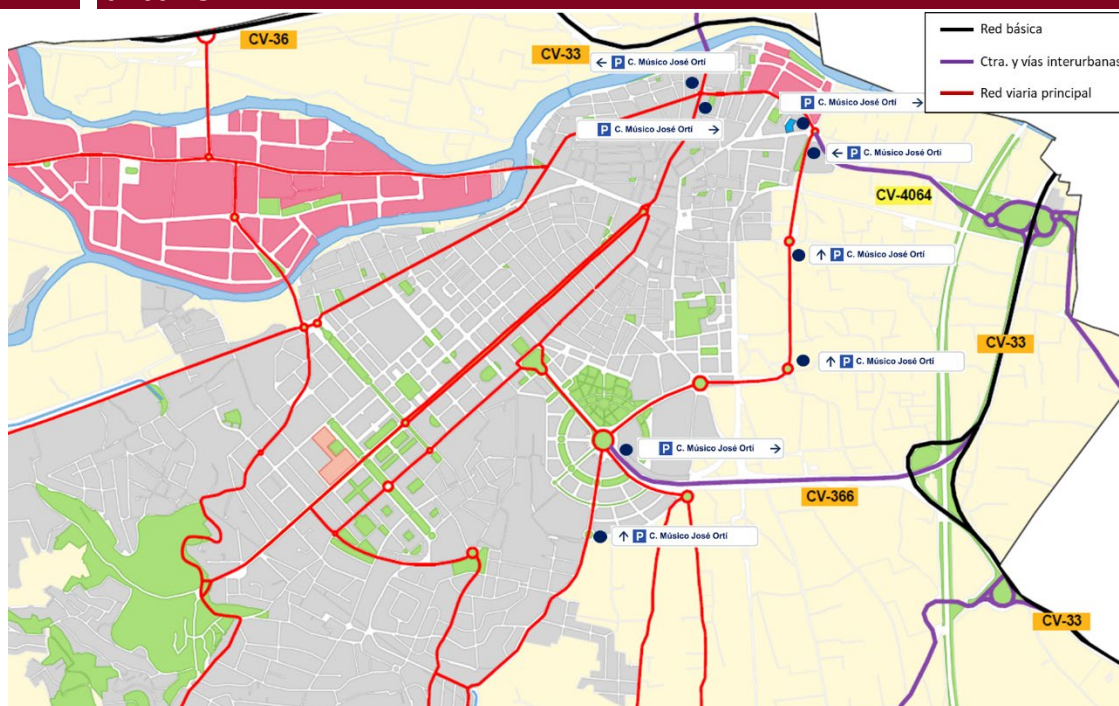 CV-36
CV-33
← P C. Músico José Ortí
P C. Músico José Ortí →
P C. Músico José Ortí →
← P C. Músico José Ortí
Red básica
Ctra. y vías interurbanas
Red viaria principal
CV-4064
↑ P C. Músico José Ortí
CV-33
↑ P C. Músico José Ortí
P C. Músico José Ortí →
CV-366
↑ P C. Músico José Ortí
CV-33